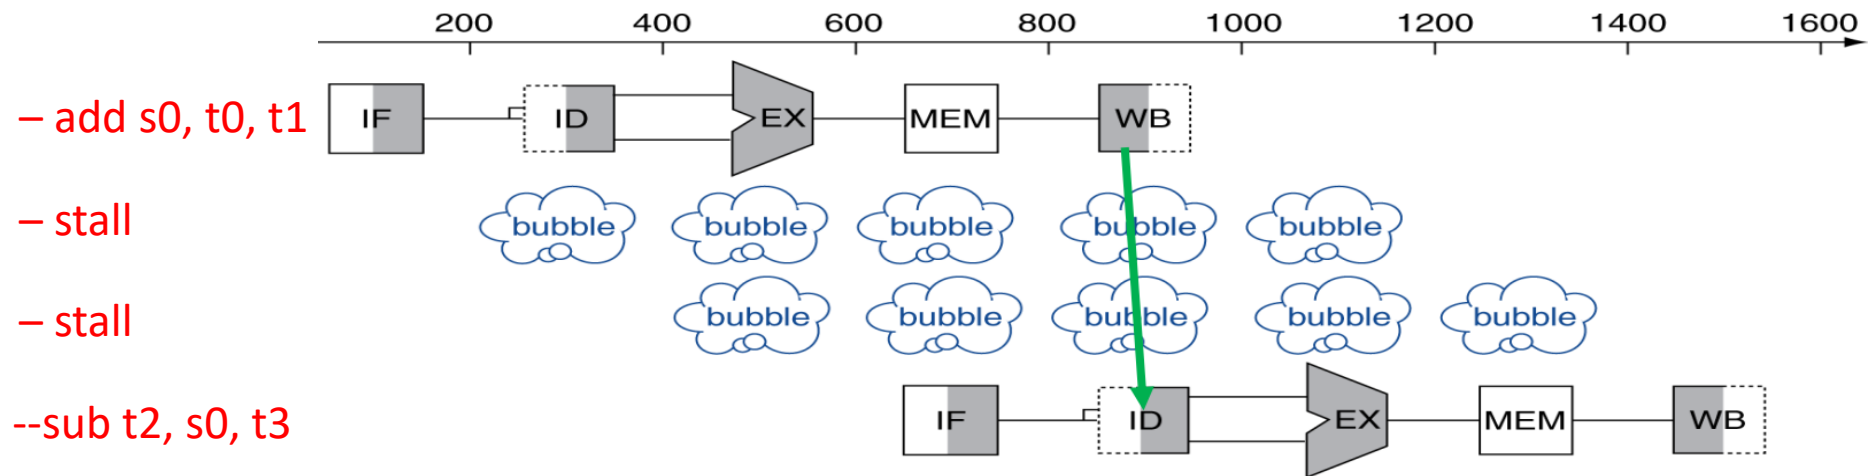 200 400 600 800 1000 1200 1400 1600
– add s0, t0, t1 IF ID EX MEM WB
– stall bubble bubble bubble bubble bubble
– stall bubble bubble bubble bubble bubble
--sub t2, s0, t3 IF ID EX MEM WB